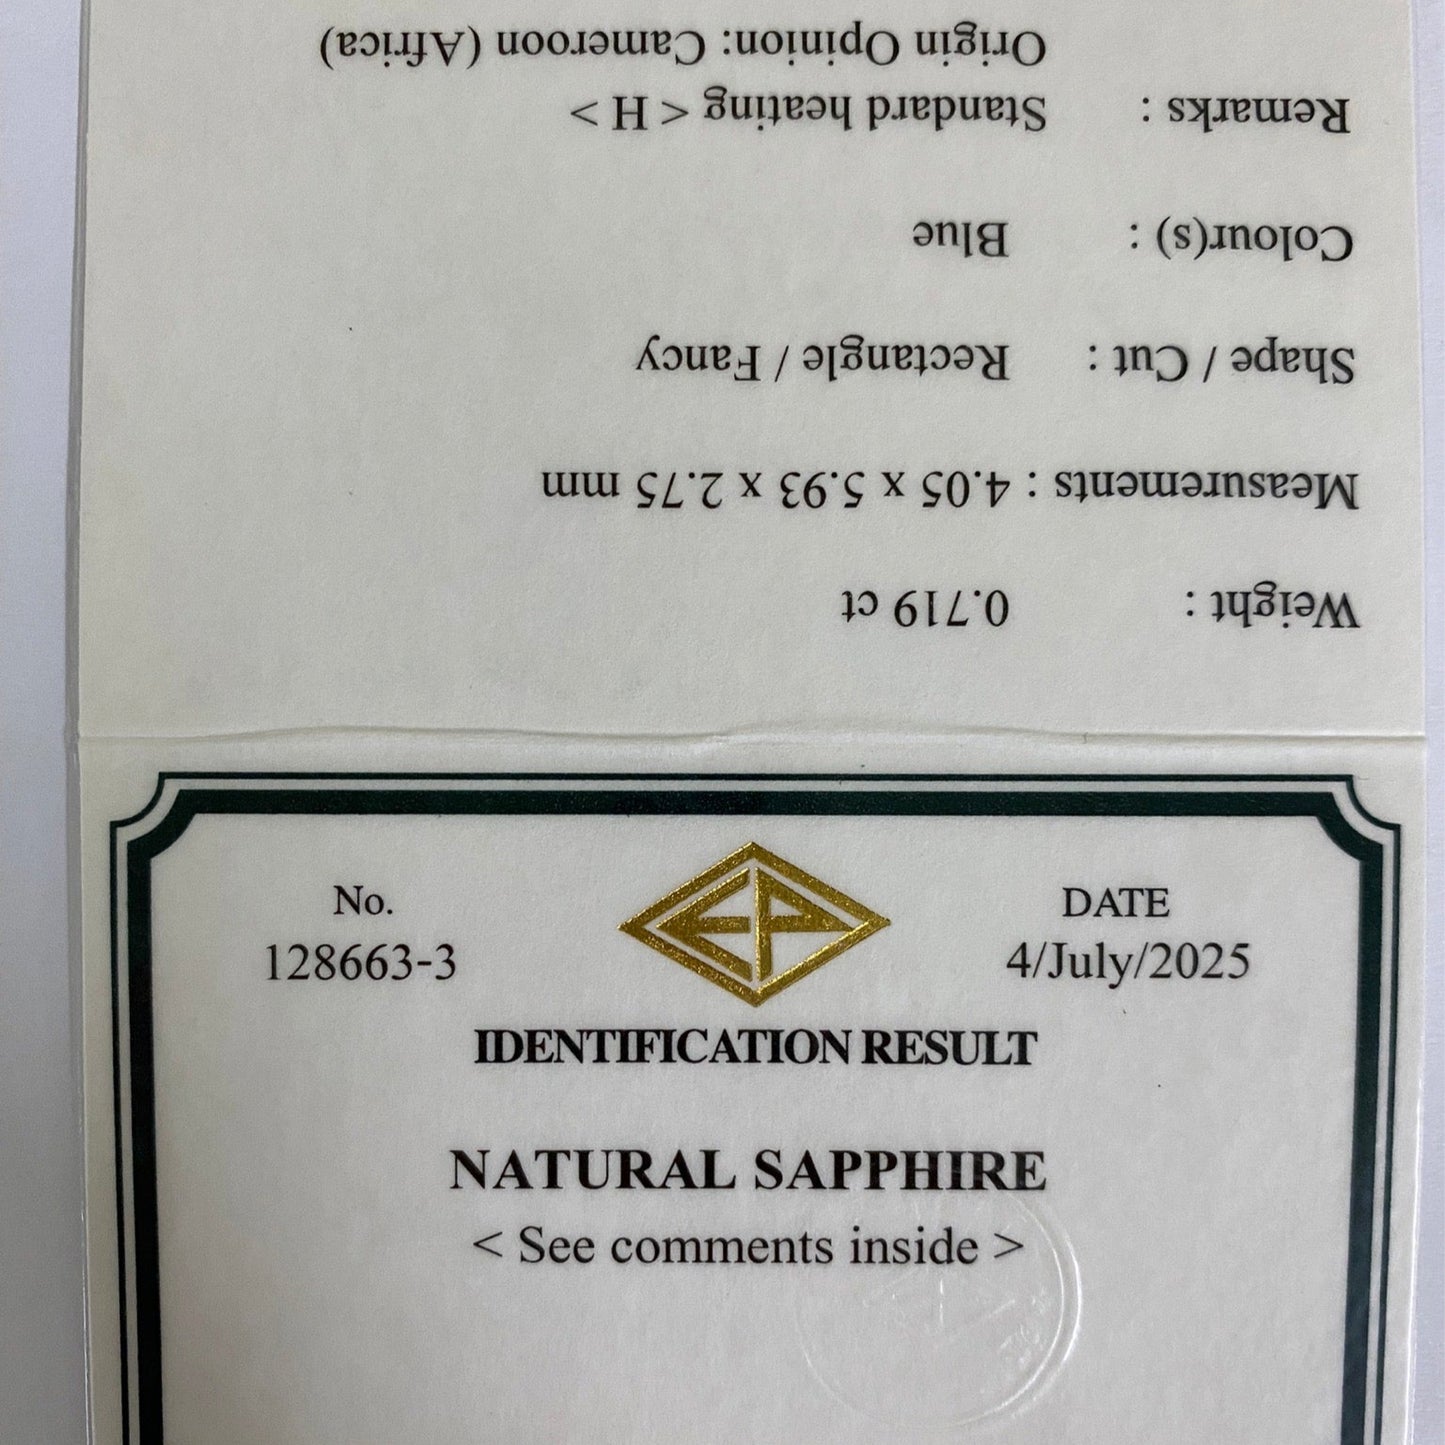 No.
128663-3
EP
DATE
4/July/2025
IDENTIFICATION RESULT
NATURAL SAPPHIRE
< See comments inside >
Weight : 0.719 ct
Measurements : 4.05 x 5.93 x 2.75 mm
Shape / Cut : Rectangle / Fancy
Colour(s) : Blue
Remarks : Standard heating < H >
Origin Opinion: Cameroon (Africa)